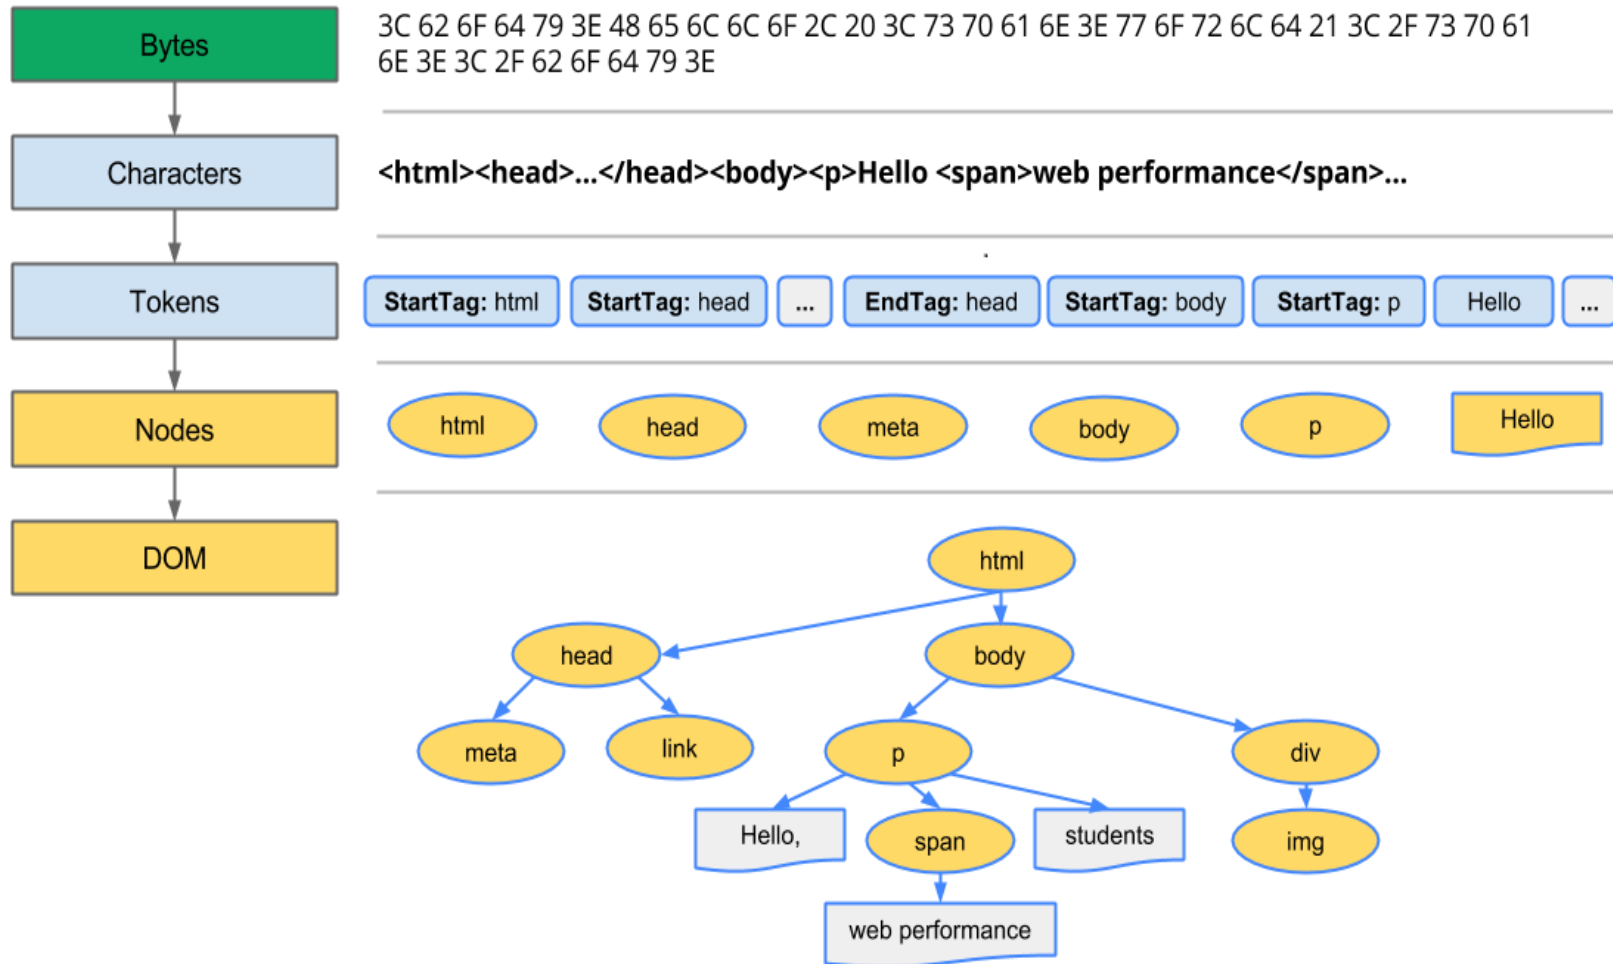 Bytes
3C 62 6F 64 79 3E 48 65 6C 6C 6F 2C 20 3C 73 70 61 6E 3E 77 6F 72 6C 64 21 3C 2F 73 70 61
6E 3E 3C 2F 62 6F 64 79 3E
Characters
<html><head>...</head><body><p>Hello <span>web performance</span>...
Tokens
StartTag: html
StartTag: head
...
EndTag: head
StartTag: body
StartTag: p
Hello
...
Nodes
html
head
meta
body
p
Hello
DOM
html
head
body
meta
link
p
div
Hello,
span
students
img
web performance